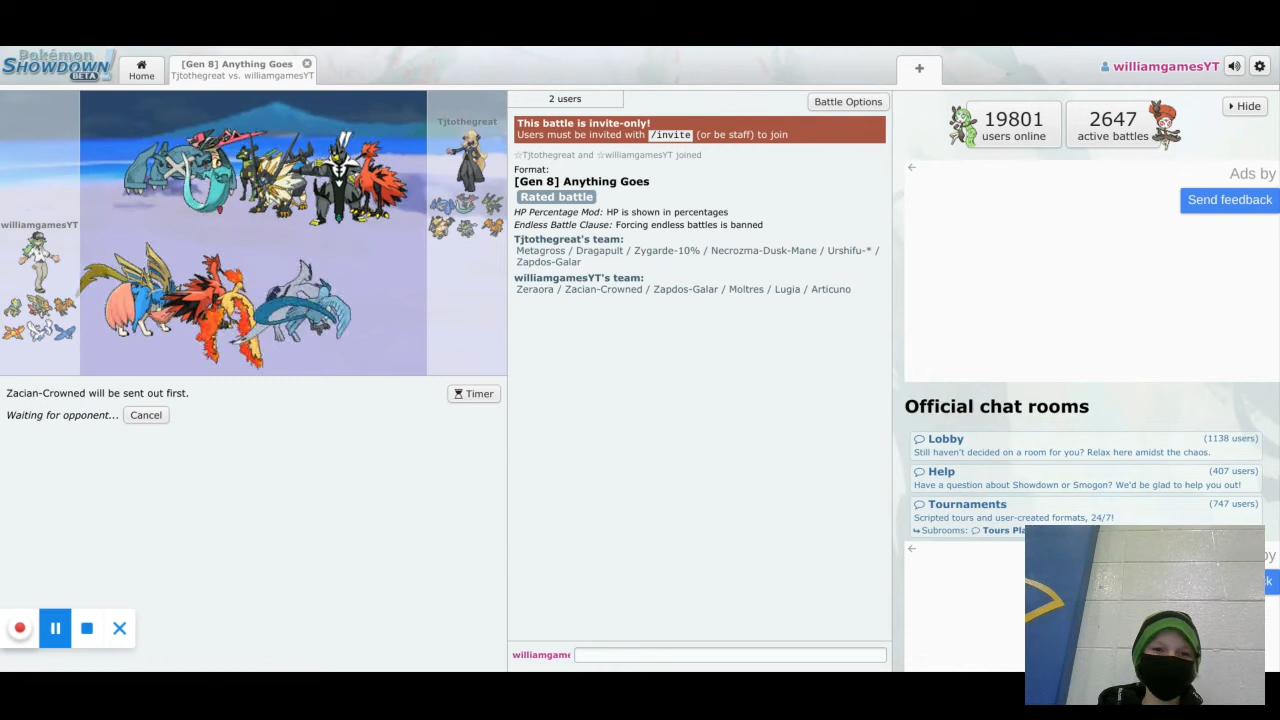 Pokémon
SHOWDOWN!
BETA
Home
[Gen 8] Anything Goes
Tjtothegreat vs. williamgamesYT
+
williamgamesYT
Tjtothegreat
williamgamesYT
Zacian-Crowned will be sent out first.
Timer
Waiting for opponent... Cancel
2 users
Battle Options
This battle is invite-only!
Users must be invited with /invite (or be staff) to join
☆Tjtothegreat and ☆williamgamesYT joined
Format:
[Gen 8] Anything Goes
Rated battle
HP Percentage Mod: HP is shown in percentages
Endless Battle Clause: Forcing endless battles is banned
Tjtothegreat's team:
Metagross / Dragapult / Zygarde-10% / Necrozma-Dusk-Mane / Urshifu-* /
Zapdos-Galar
williamgamesYT's team:
Zeraora / Zacian-Crowned / Zapdos-Galar / Moltres / Lugia / Articuno
williamgame
19801
users online
2647
active battles
Hide
Ads by
Send feedback
Official chat rooms
Lobby (1138 users)
Still haven't decided on a room for you? Relax here amidst the chaos.
Help (407 users)
Have a question about Showdown or Smogon? We'd be glad to help you out!
Tournaments (747 users)
Scripted tours and user-created formats, 24/7!
Subrooms: Tours Pla
by
k